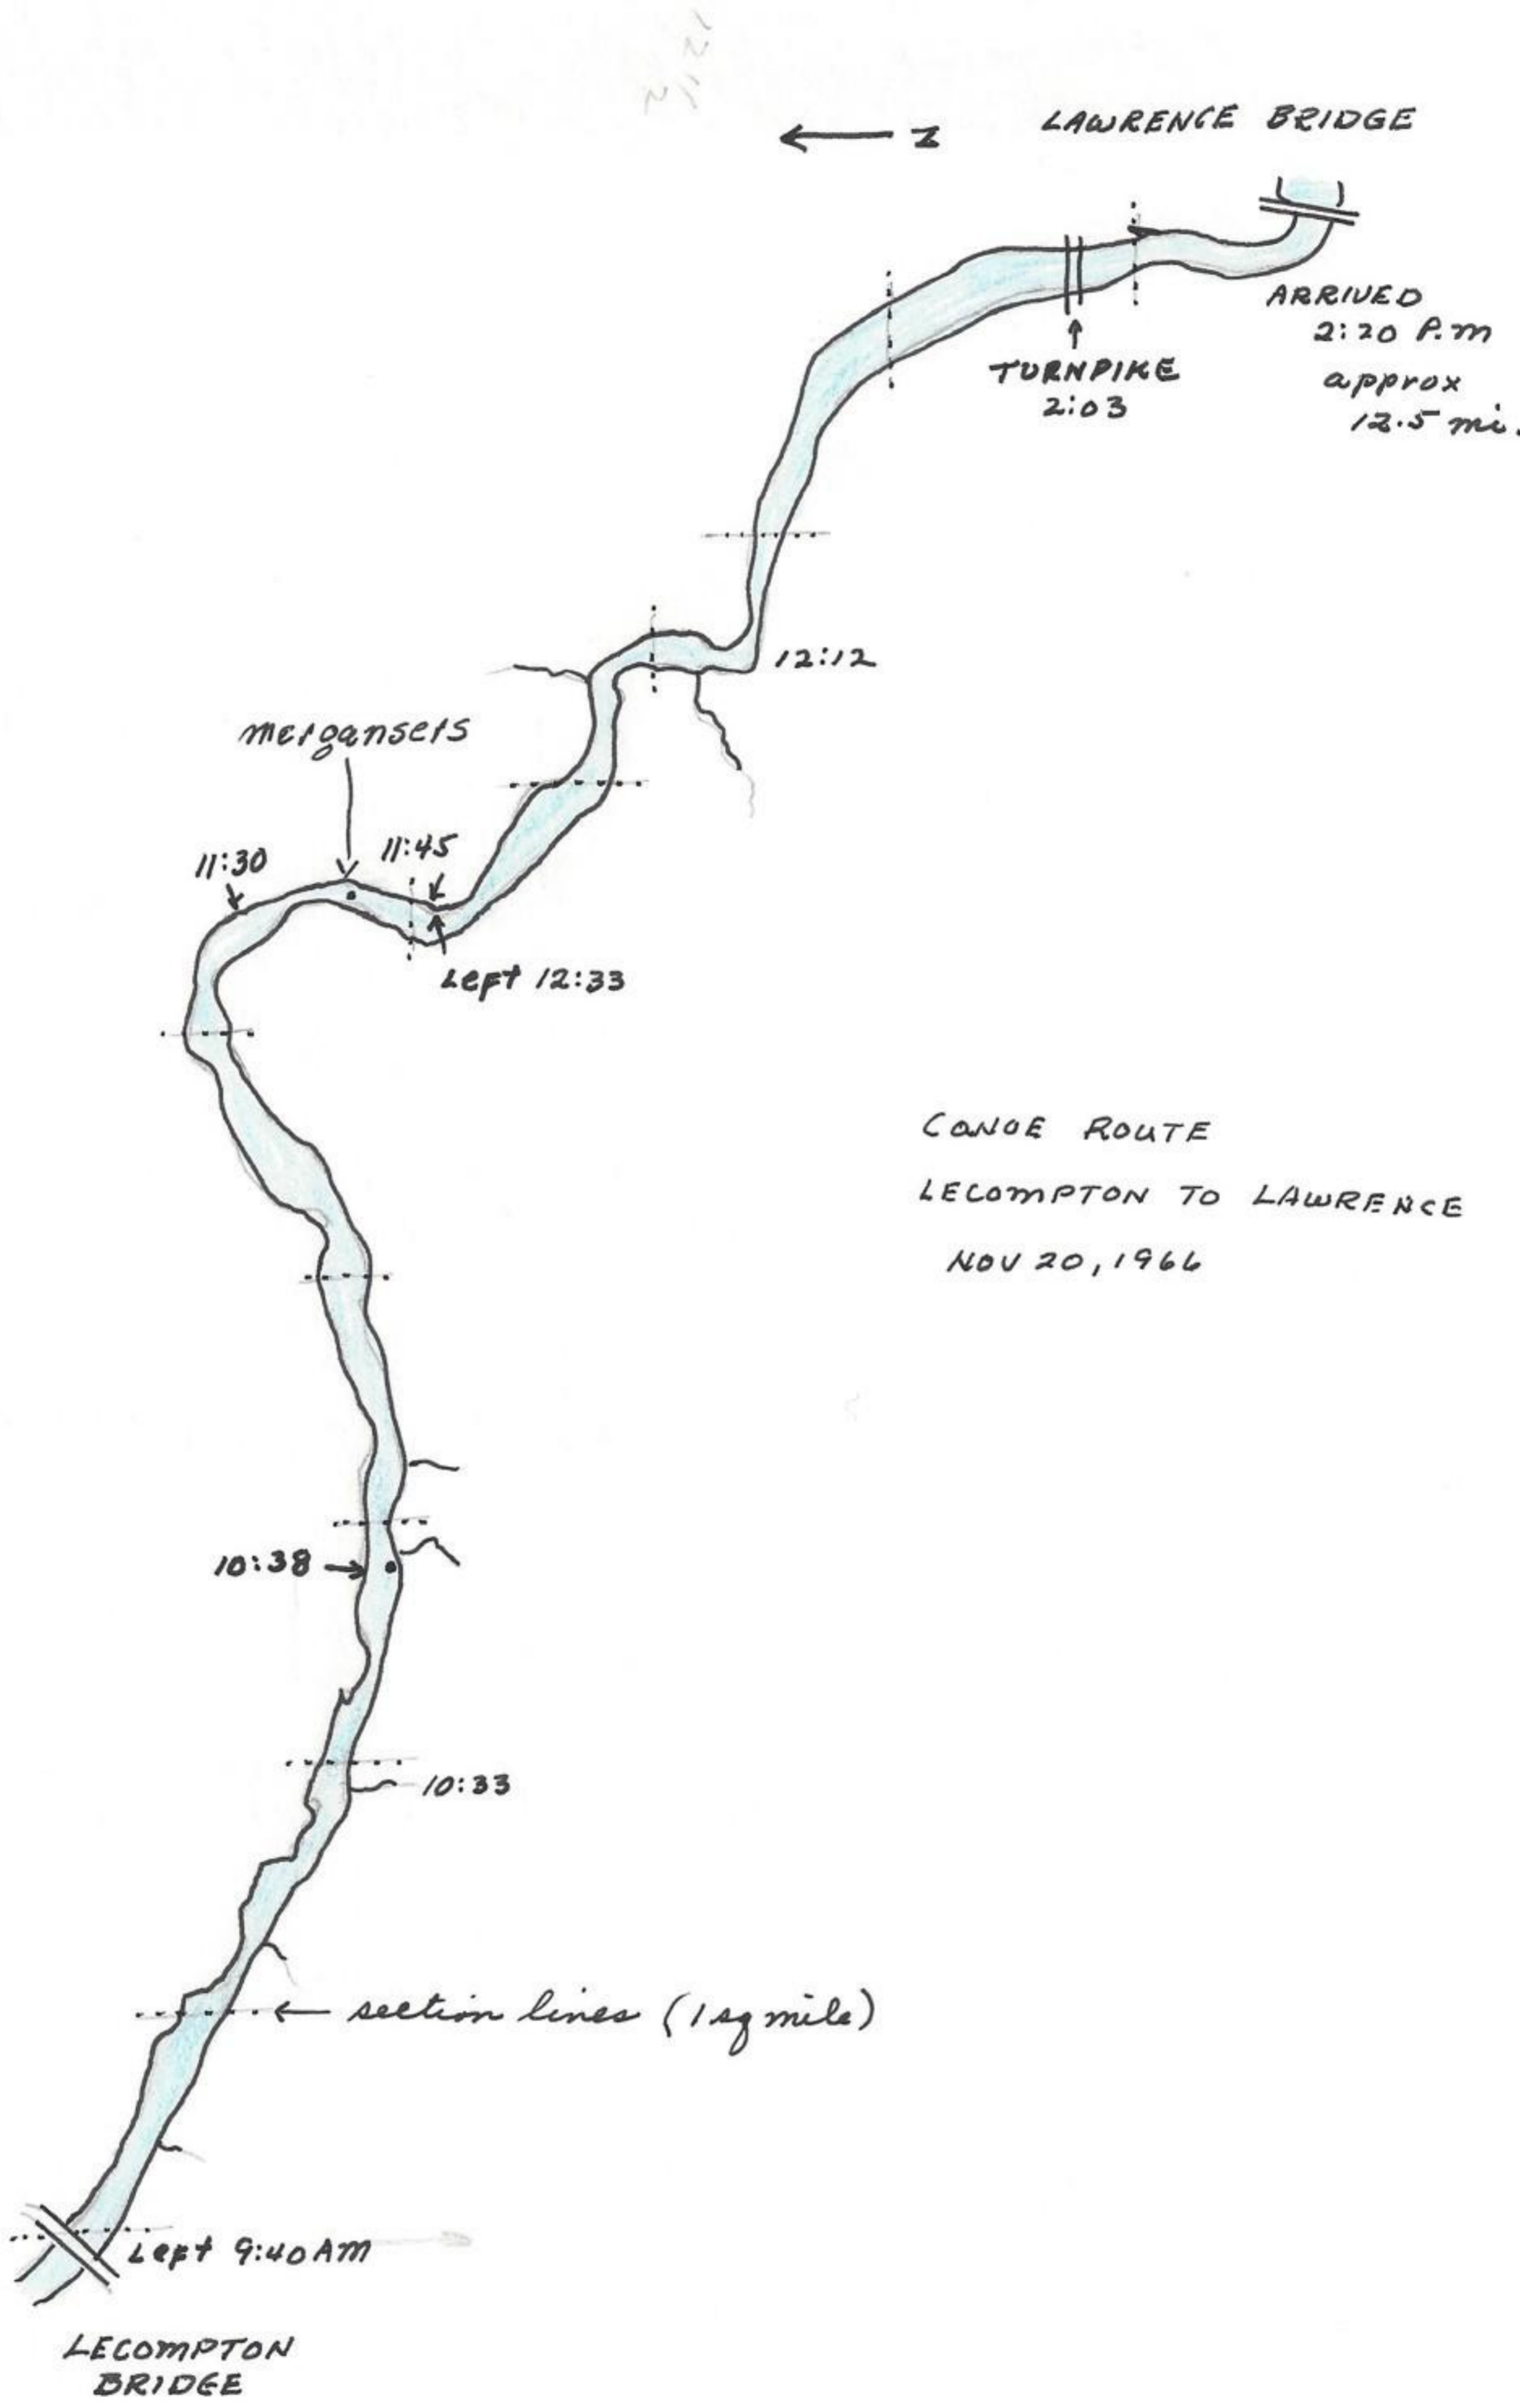 N
LAWRENCE BRIDGE
ARRIVED
2:20 P.m
approx
12.5 mi.
TURNPIKE
2:03
12:12
mergansers
11:30
11:45
Left 12:33
CANOE ROUTE
LECOMPTON TO LAWRENCE
NOV 20, 1966
10:38
10:33
section lines (1 sq mile)
Left 9:40 AM
LECOMPTON
BRIDGE